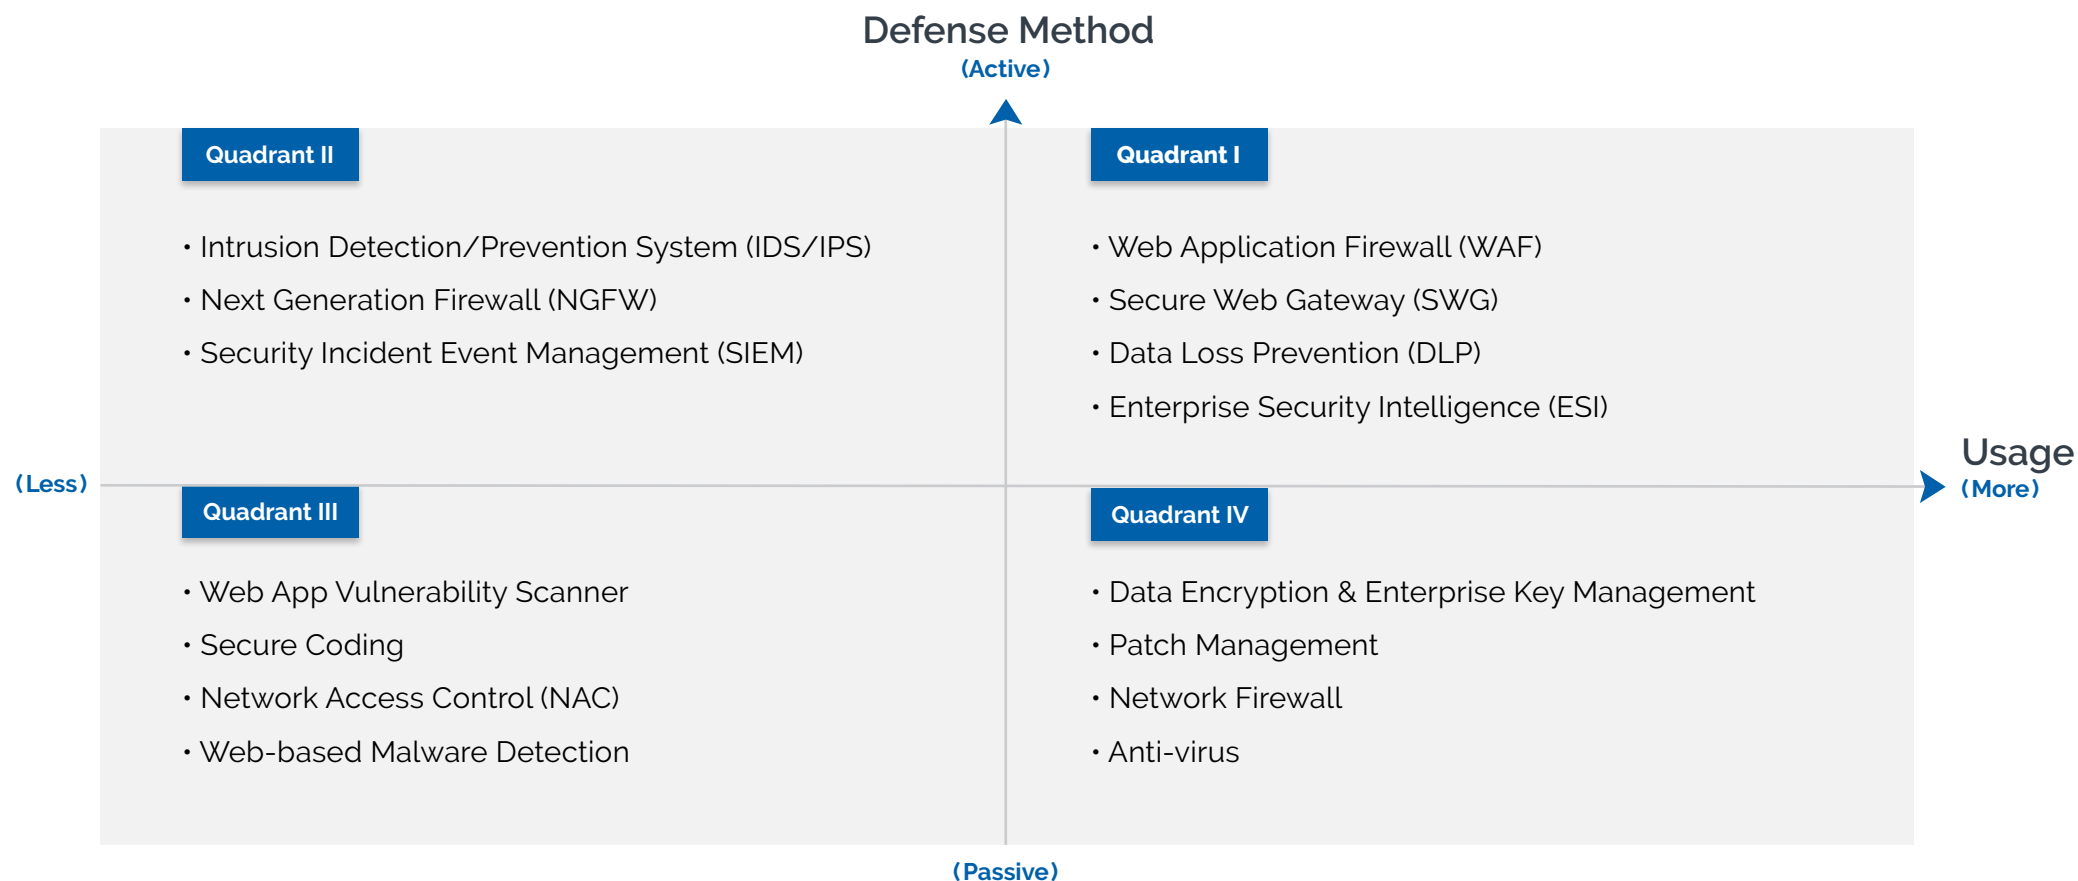 Defense Method
(Active)
Quadrant II
• Intrusion Detection/Prevention System (IDS/IPS)
• Next Generation Firewall (NGFW)
• Security Incident Event Management (SIEM)
Quadrant I
• Web Application Firewall (WAF)
• Secure Web Gateway (SWG)
• Data Loss Prevention (DLP)
• Enterprise Security Intelligence (ESI)
(Less)
Usage
(More)
Quadrant III
• Web App Vulnerability Scanner
• Secure Coding
• Network Access Control (NAC)
• Web-based Malware Detection
Quadrant IV
• Data Encryption & Enterprise Key Management
• Patch Management
• Network Firewall
• Anti-virus
(Passive)